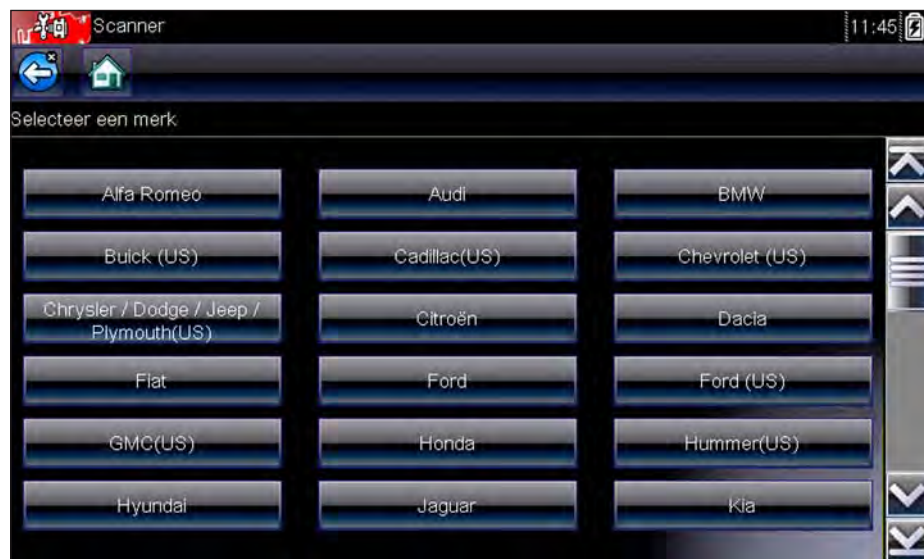 Scanner
11:45
Selecteer een merk
Alfa Romeo
Audi
BMW
Buick (US)
Cadillac(US)
Chevrolet (US)
Chrysler / Dodge / Jeep /
Plymouth(US)
Citroën
Dacia
Fiat
Ford
Ford (US)
GMC(US)
Honda
Hummer(US)
Hyundai
Jaguar
Kia